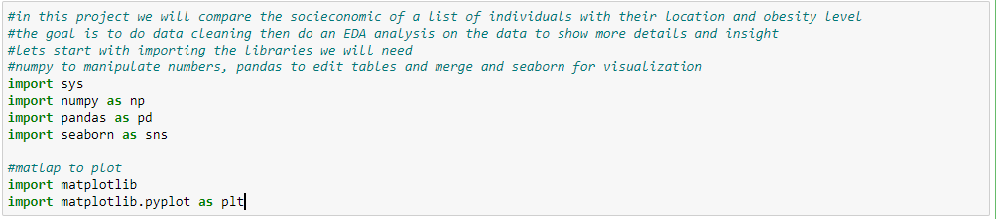 #in this project we will compare the socieconomic of a list of individuals with their location and obesity level
#the goal is to do data cleaning then do an EDA analysis on the data to show more details and insight
#lets start with importing the libraries we will need
#numpy to manipulate numbers, pandas to edit tables and merge and seaborn for visualization
import sys
import numpy as np
import pandas as pd
import seaborn as sns

#matlap to plot
import matplotlib
import matplotlib.pyplot as plt